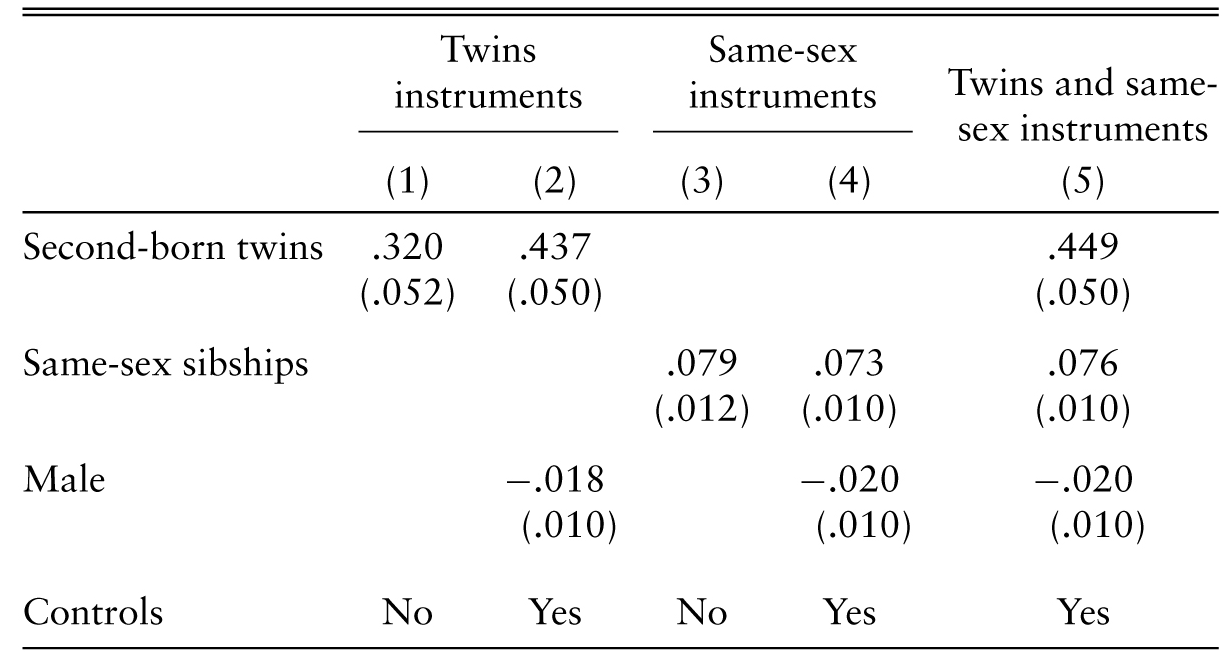 Twins instruments Same-sex instruments Twins and same-sex instruments
(1) (2) (3) (4) (5)
Second-born twins .320 .437 .449
(.052) (.050) (.050)
Same-sex sibships .079 .073 .076
(.012) (.010) (.010)
Male −.018 −.020 −.020
(.010) (.010) (.010)
Controls No Yes No Yes Yes